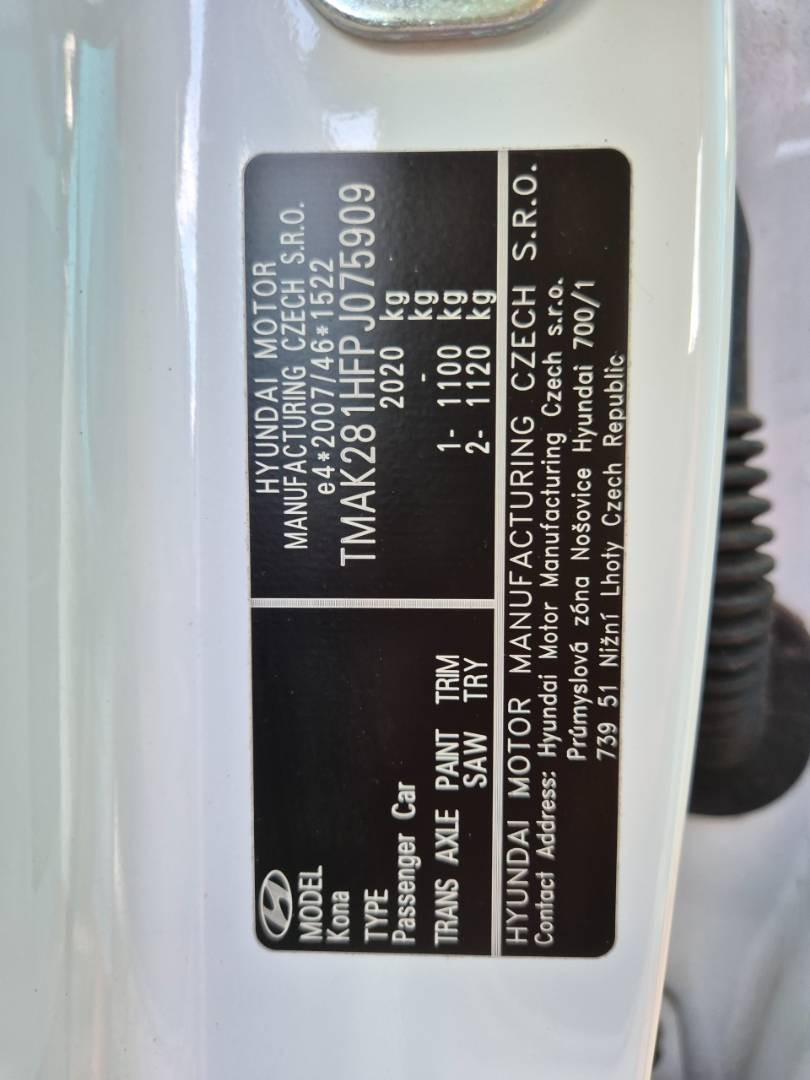 MODEL
Kona
TYPE
Passenger Car
TRANS AXLE PAINT TRIM
SAW TRY
HYUNDAI MOTOR
MANUFACTURING CZECH S.R.O.
e4*2007/46*1522
TMAK281HFPJ075909
2020 kg
- kg
1- 1100 kg
2- 1120 kg
HYUNDAI MOTOR MANUFACTURING CZECH S.R.O.
Contact Address: Hyundai Motor Manufacturing Czech s.r.o.
Průmyslová zóna Nošovice Hyundai 700/1
739 51 Nižní Lhoty Czech Republic